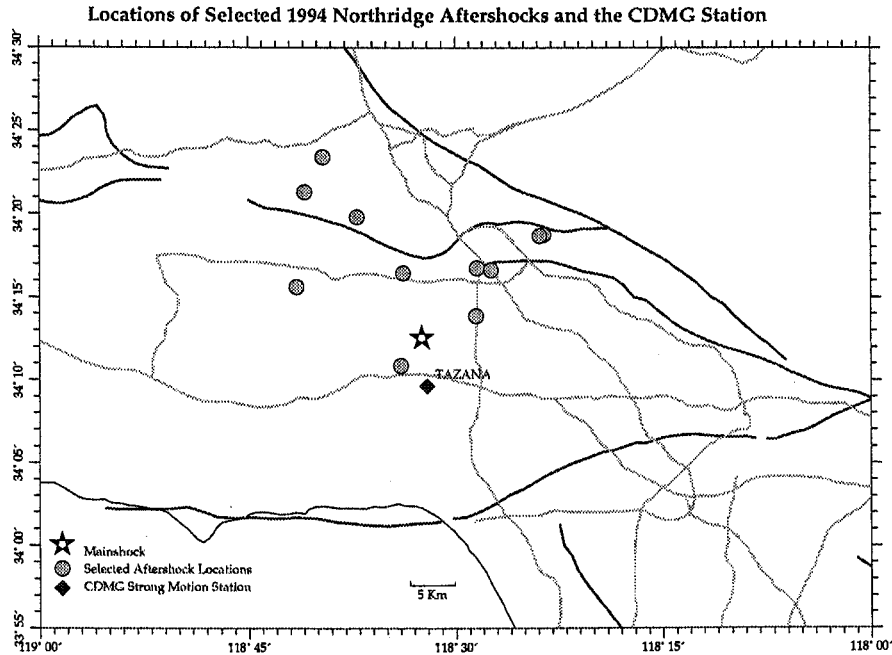 Locations of Selected 1994 Northridge Aftershocks and the CDMG Station
34° 30'
34° 25'
34° 20'
34° 15'
34° 10'
34° 05'
34° 00'
33° 55'
TAZANA
Mainshock
Selected Aftershock Locations
CDMG Strong Motion Station
5 Km
119° 00'
118° 45'
118° 30'
118° 15'
118° 00'